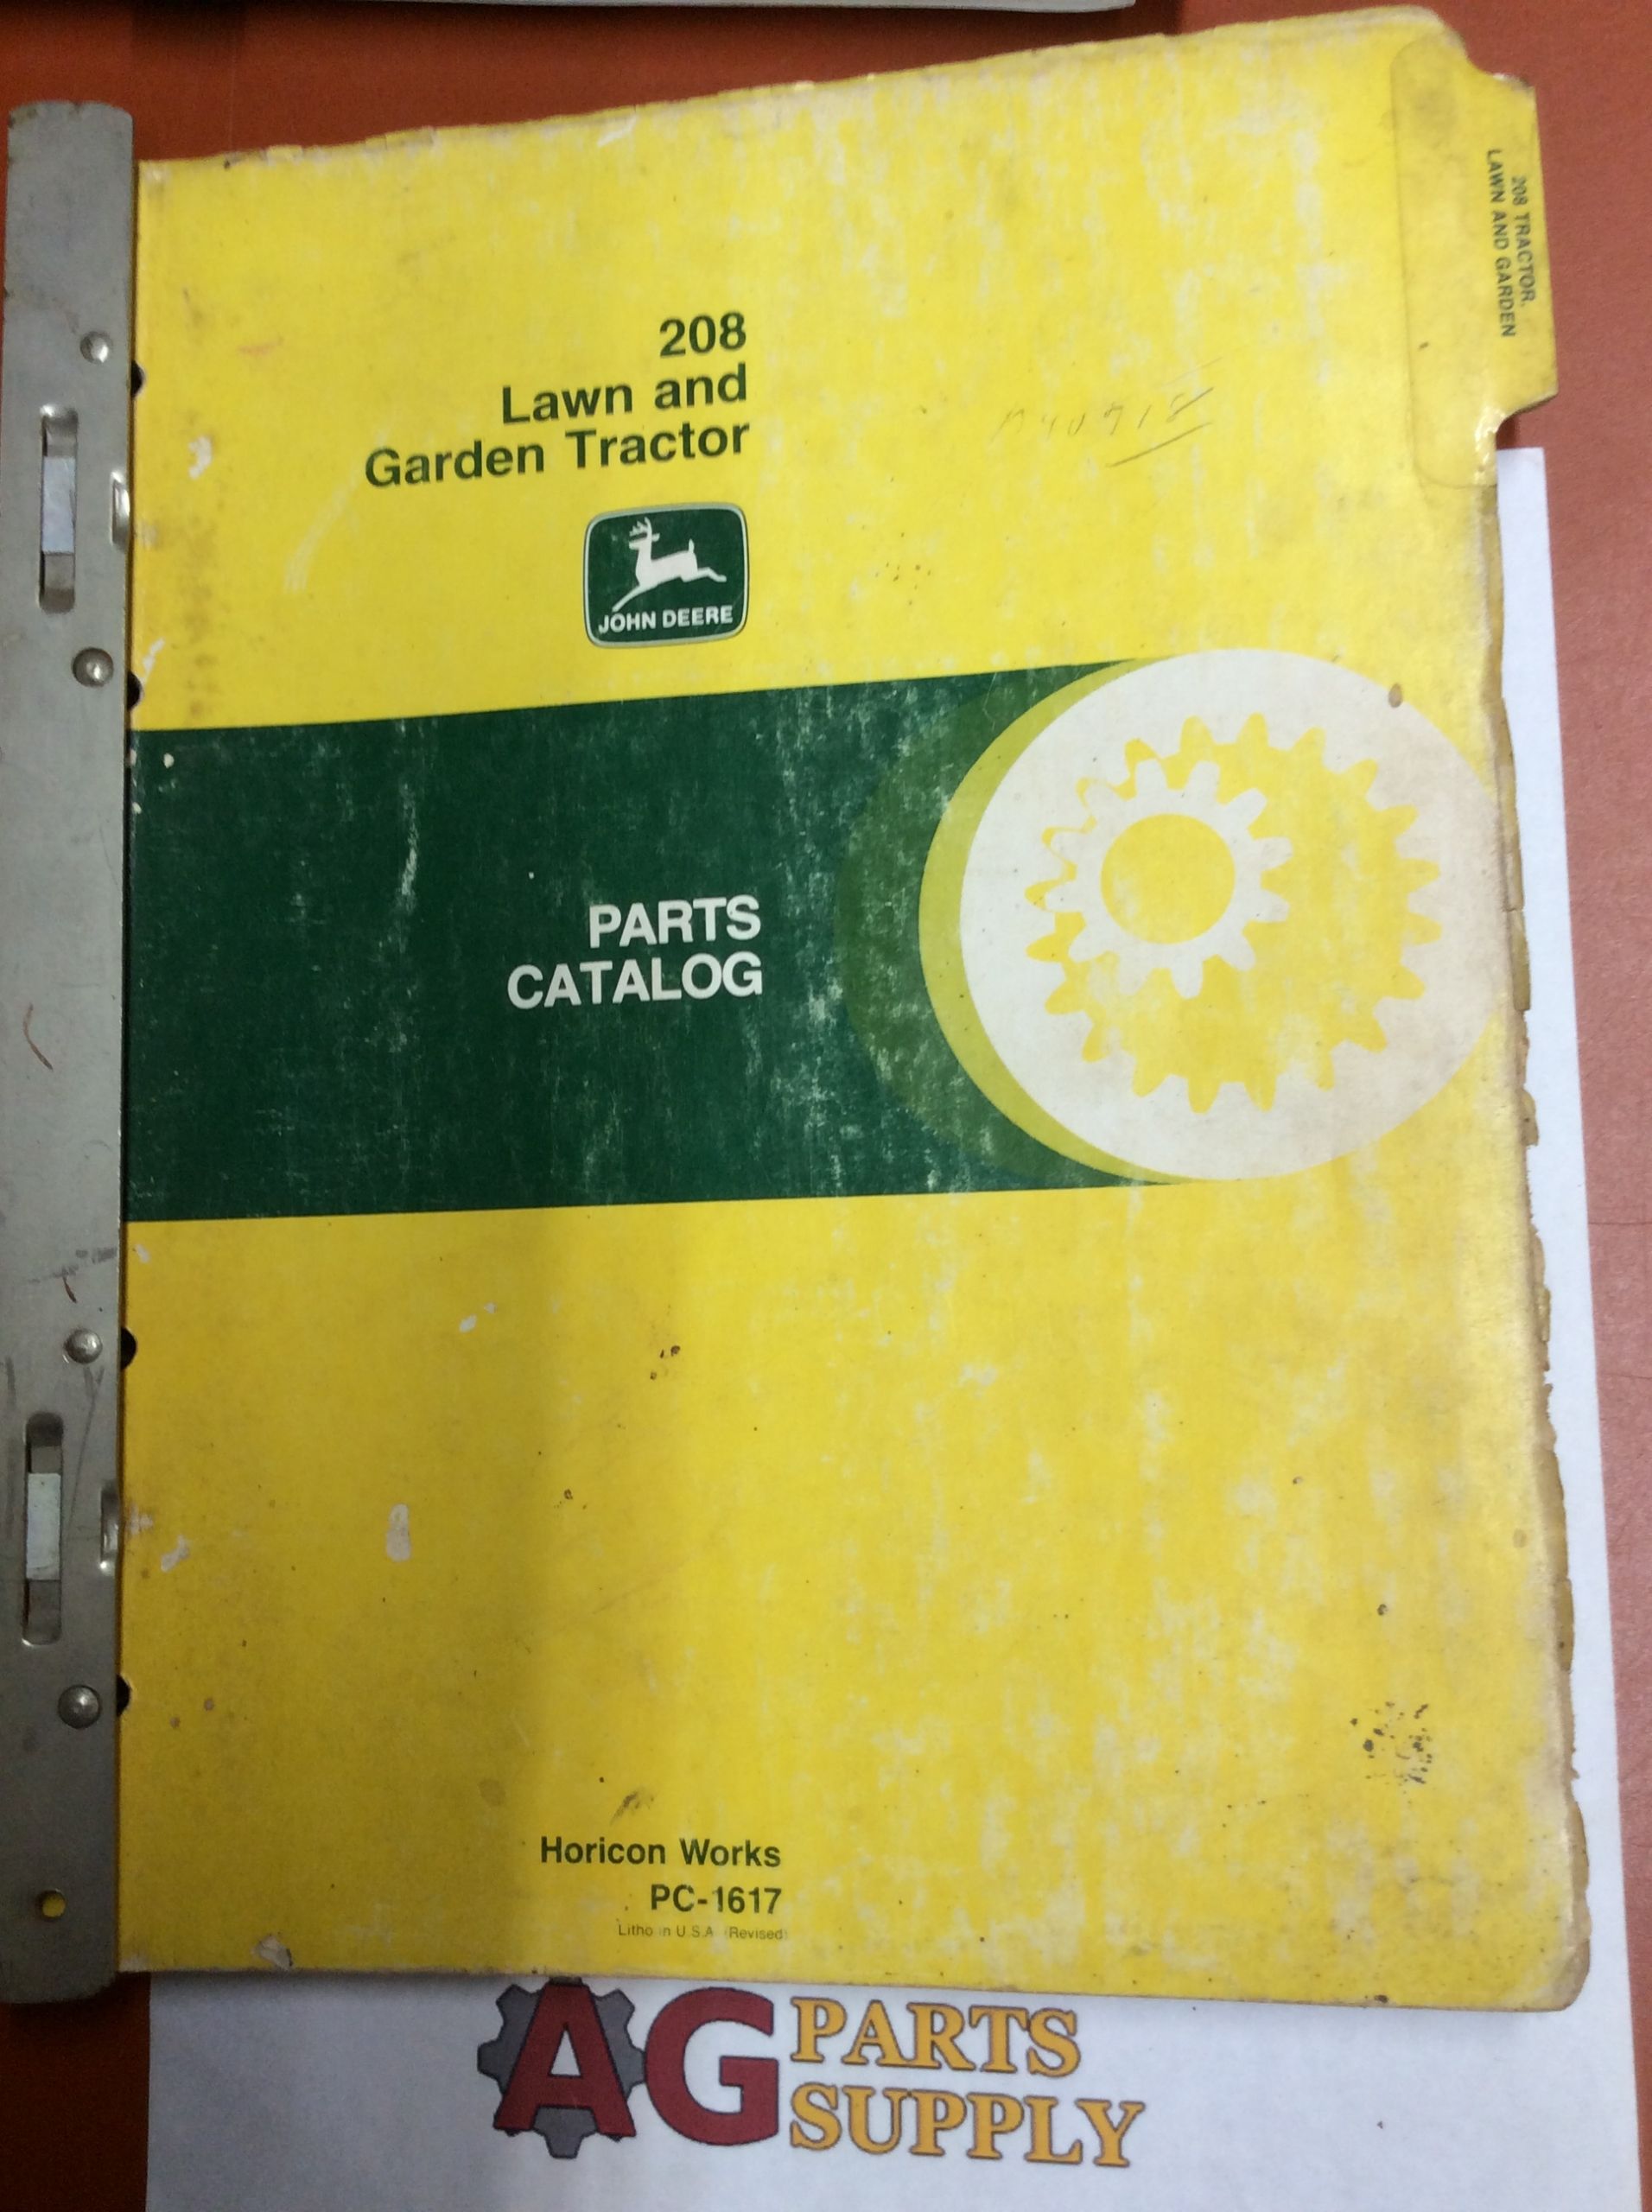 208 TRACTOR.
LAWN AND GARDEN
208
Lawn and
Garden Tractor
JOHN DEERE
PARTS
CATALOG
Horicon Works
PC-1617
Litho in U.S.A (Revised)
AG PARTS
SUPPLY